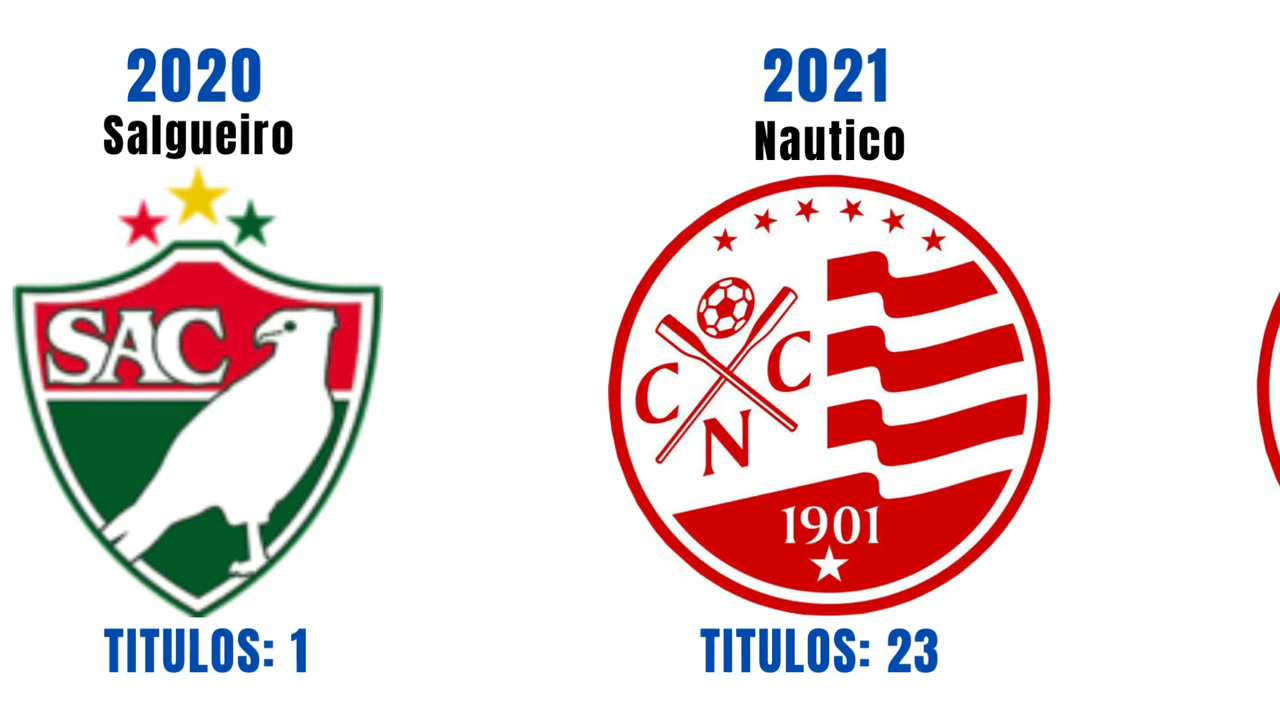 2020
Salgueiro
SAC
TITULOS: 1
2021
Nautico
C
C
N
1901
TITULOS: 23